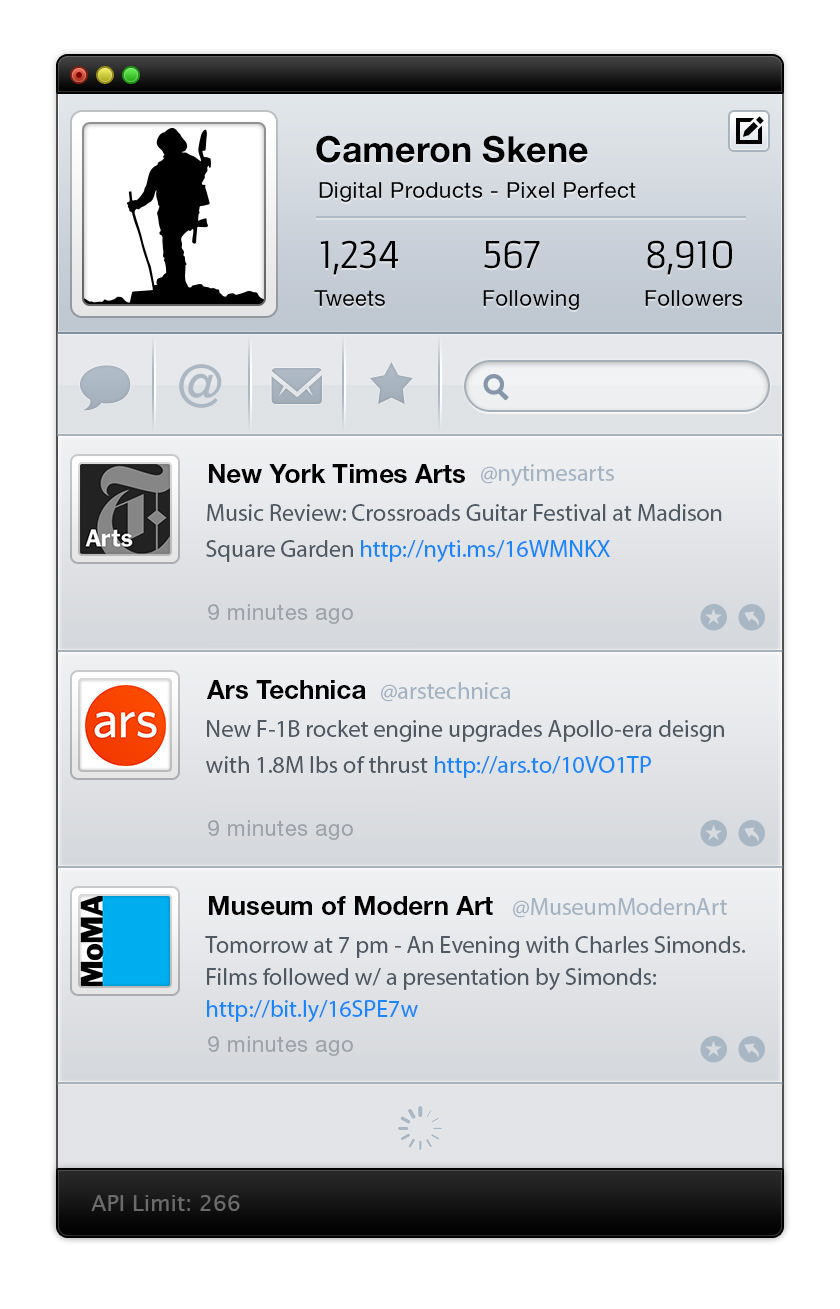 Cameron Skene
Digital Products - Pixel Perfect
1,234 567 8,910
Tweets Following Followers
@
New York Times Arts @nytimesarts
Arts
Music Review: Crossroads Guitar Festival at Madison
Square Garden http://nyti.ms/16WMNKX
9 minutes ago
Ars Technica @arstechnica
ars
New F-1B rocket engine upgrades Apollo-era deisgn
with 1.8M lbs of thrust http://ars.to/10VO1TP
9 minutes ago
Museum of Modern Art @MuseumModernArt
MoMA
Tomorrow at 7 pm - An Evening with Charles Simonds.
Films followed w/ a presentation by Simonds:
http://bit.ly/16SPE7w
9 minutes ago
API Limit: 266